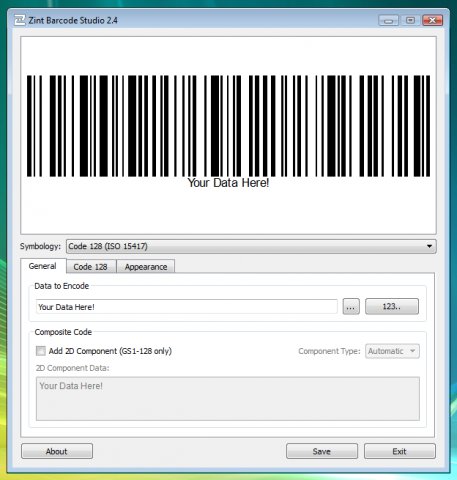 Zint Barcode Studio 2.4
Your Data Here!
Symbology: Code 128 (ISO 15417)
General Code 128 Appearance
Data to Encode
Your Data Here! ... 123..
Composite Code
Add 2D Component (GS1-128 only) Component Type: Automatic
2D Component Data:
Your Data Here!
About Save Exit